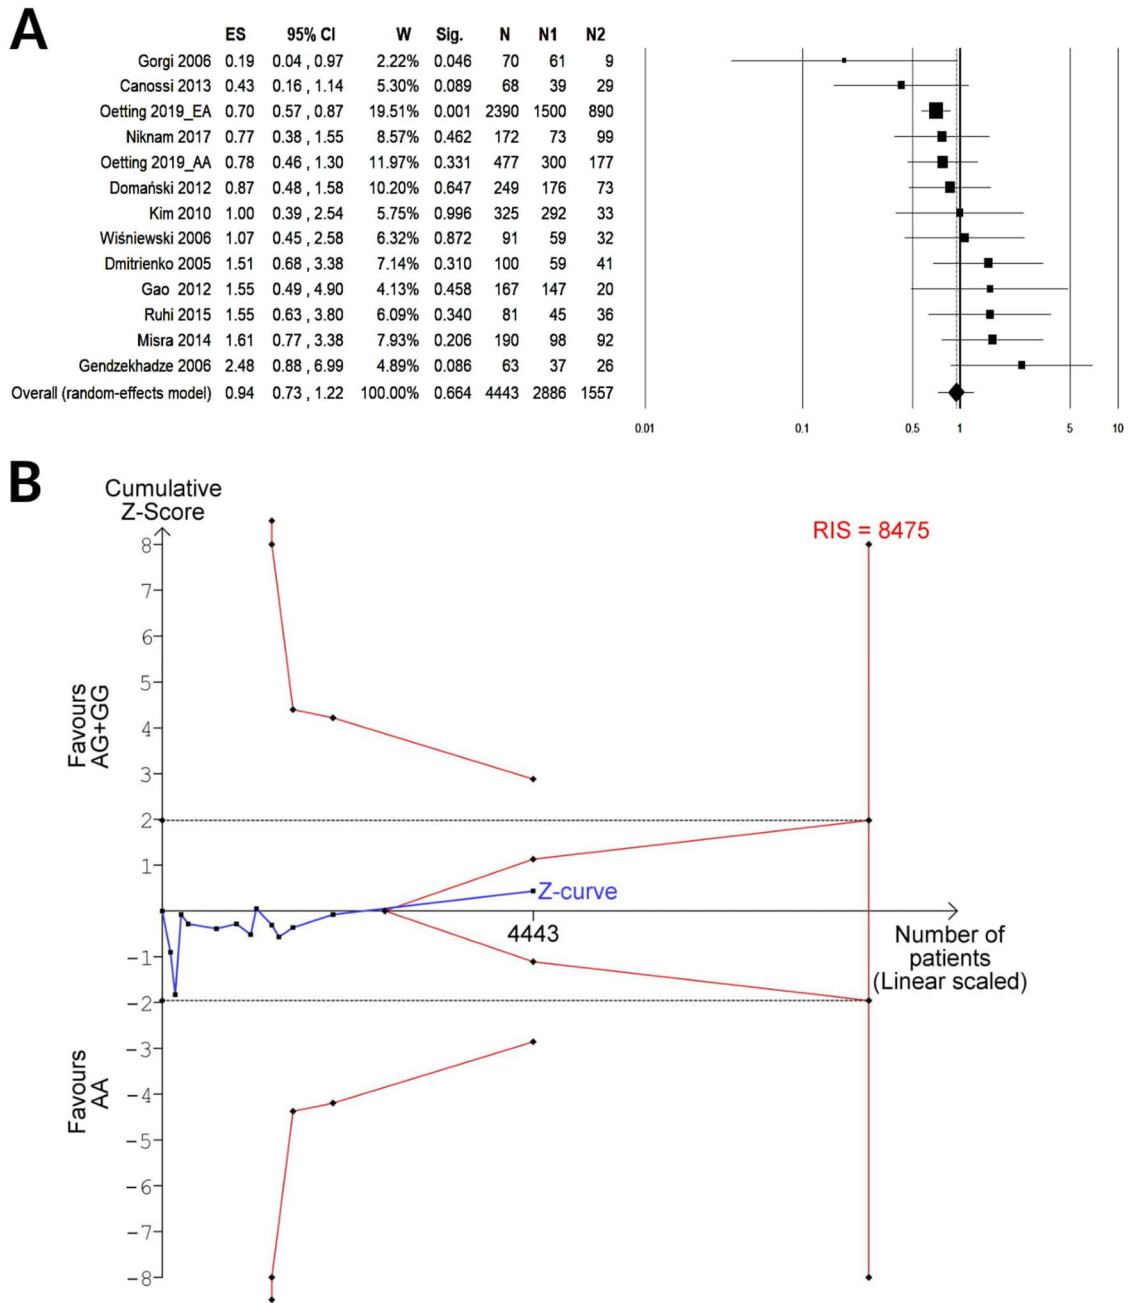 A
ES 95% CI W Sig. N N1 N2
Gorgi 2006 0.19 0.04 , 0.97 2.22% 0.046 70 61 9
Canossi 2013 0.43 0.16 , 1.14 5.30% 0.089 68 39 29
Oetting 2019_EA 0.70 0.57 , 0.87 19.51% 0.001 2390 1500 890
Niknam 2017 0.77 0.38 , 1.55 8.57% 0.462 172 73 99
Oetting 2019_AA 0.78 0.46 , 1.30 11.97% 0.331 477 300 177
Domański 2012 0.87 0.48 , 1.58 10.20% 0.647 249 176 73
Kim 2010 1.00 0.39 , 2.54 5.75% 0.996 325 292 33
Wiśniewski 2006 1.07 0.45 , 2.58 6.32% 0.872 91 59 32
Dmitrienko 2005 1.51 0.68 , 3.38 7.14% 0.310 100 59 41
Gao 2012 1.55 0.49 , 4.90 4.13% 0.458 167 147 20
Ruhi 2015 1.55 0.63 , 3.80 6.09% 0.340 81 45 36
Misra 2014 1.61 0.77 , 3.38 7.93% 0.206 190 98 92
Gendzekhadze 2006 2.48 0.88 , 6.99 4.89% 0.086 63 37 26
Overall (random-effects model) 0.94 0.73 , 1.22 100.00% 0.664 4443 2886 1557
0.01 0.1 0.5 1 5 10
B
Cumulative
Z-Score
RIS = 8475
8
7
6
5
4
3
2
1
-1
-2
-3
-4
-5
-6
-7
-8
Favours
AG+GG
Favours
AA
Z-curve
4443
Number of
patients
(Linear scaled)